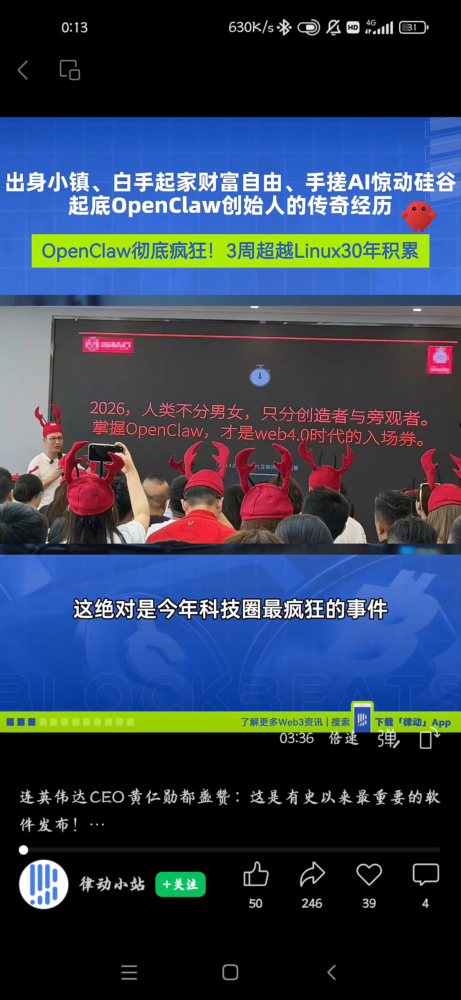 0:13
630K/s
HD
4G
31
出身小镇、白手起家财富自由、手搓AI惊动硅谷
起底OpenClaw创始人的传奇经历
OpenClaw彻底疯狂！3周超越Linux30年积累
2026，人类不分男女，只分创造者与旁观者。
掌握OpenClaw，才是web4.0时代的入场券。
4.0
代互联网
景
这绝对是今年科技圈最疯狂的事件
BLOCKBEATS
了解更多Web3资讯 | 搜索
下载「律动」App
03:36
倍速
弹
连英伟达CEO黄仁勋都盛赞：这是有史以来最重要的软
件发布！…
律动小站
+关注
50
246
39
4